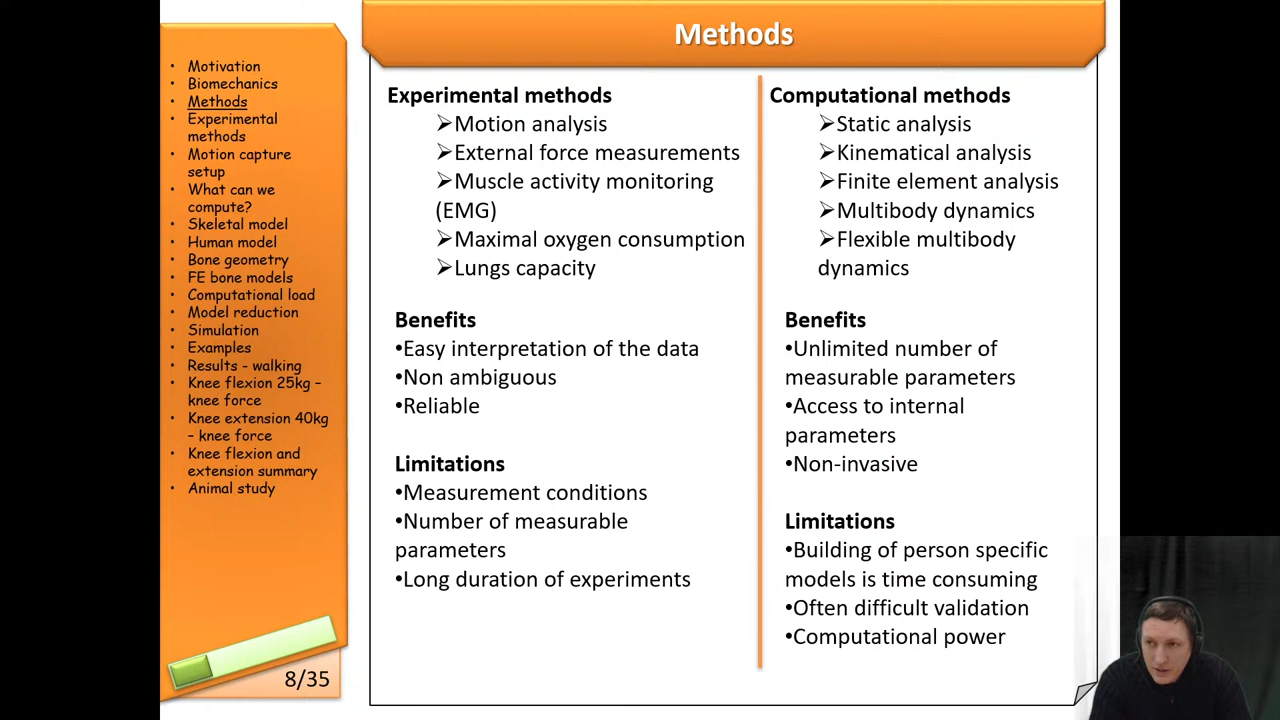 Methods
• Motivation
• Biomechanics
• Methods
• Experimental
methods
• Motion capture
setup
• What can we
compute?
• Skeletal model
• Human model
• Bone geometry
• FE bone models
• Computational load
• Model reduction
• Simulation
• Examples
• Results - walking
• Knee flexion 25kg –
knee force
• Knee extension 40kg
– knee force
• Knee flexion and
extension summary
• Animal study
8/35
Experimental methods
➢Motion analysis
➢External force measurements
➢Muscle activity monitoring
(EMG)
➢Maximal oxygen consumption
➢Lungs capacity
Benefits
•Easy interpretation of the data
•Non ambiguous
•Reliable
Limitations
•Measurement conditions
•Number of measurable
parameters
•Long duration of experiments
Computational methods
➢Static analysis
➢Kinematical analysis
➢Finite element analysis
➢Multibody dynamics
➢Flexible multibody
dynamics
Benefits
•Unlimited number of
measurable parameters
•Access to internal
parameters
•Non-invasive
Limitations
•Building of person specific
models is time consuming
•Often difficult validation
•Computational power